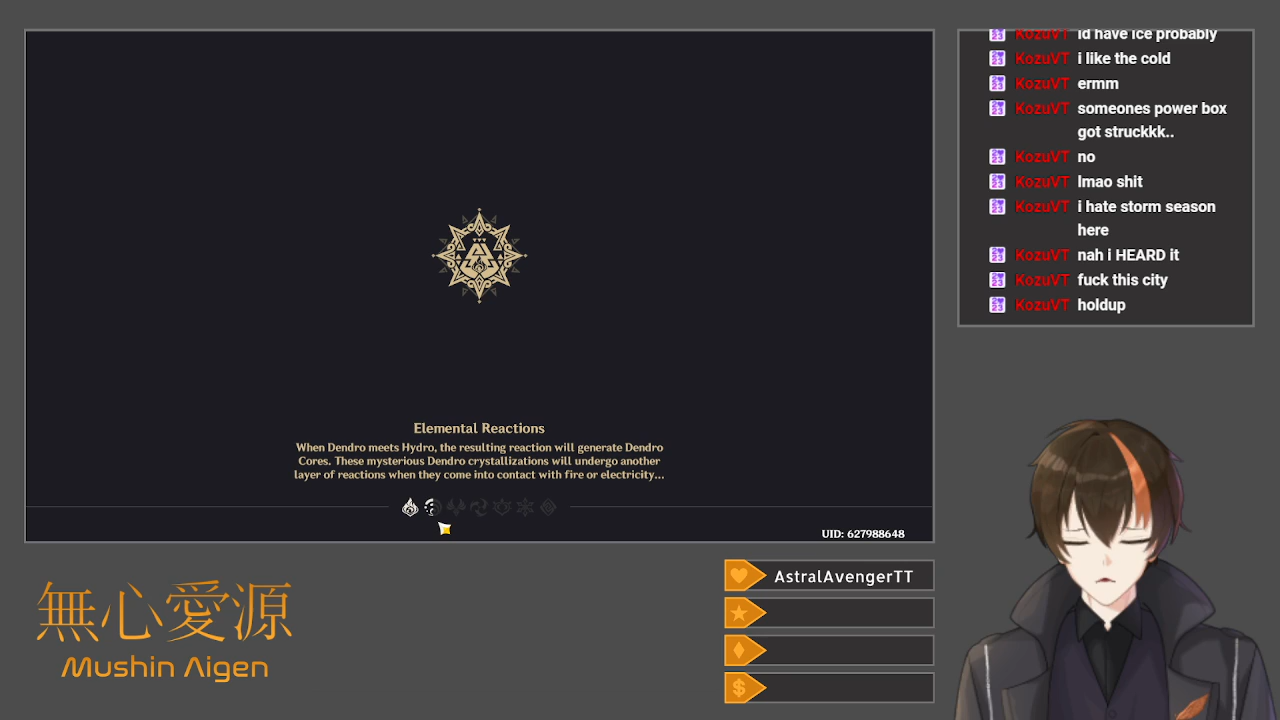 Elemental Reactions
When Dendro meets Hydro, the resulting reaction will generate Dendro
Cores. These mysterious Dendro crystallizations will undergo another
layer of reactions when they come into contact with fire or electricity...
UID: 627988648
KozuVT id have ice probably
KozuVT i like the cold
KozuVT ermm
KozuVT someones power box
got struckkk..
KozuVT no
KozuVT lmao shit
KozuVT i hate storm season
here
KozuVT nah i HEARD it
KozuVT fuck this city
KozuVT holdup
無心愛源
Mushin Aigen
AstralAvengerTT